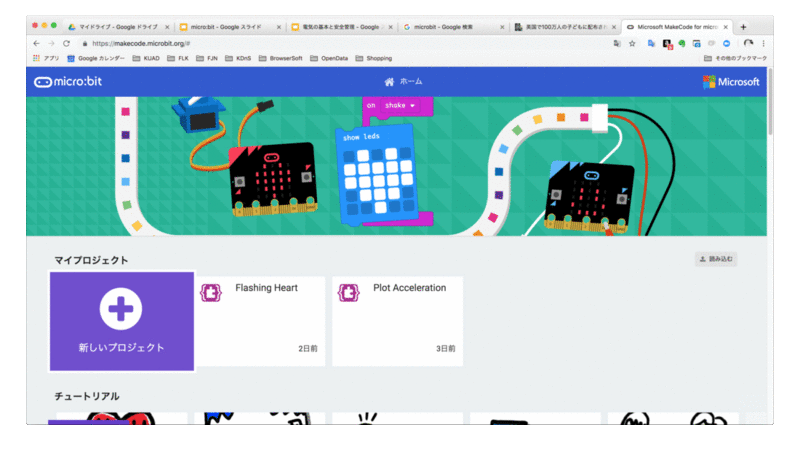 マイドライブ - Google ドライブ
micro:bit - Google スライド
電気の基本と安全管理 - Google
microbit - Google 検索
英国で100万人の子どもに配布さ
Microsoft MakeCode for micro
https://makecode.microbit.org/#
アプリ Google カレンダー KUAD FLK FJN KDnS BrowserSoft OpenData Shopping その他のブックマーク
micro:bit ホーム Microsoft
on shake
show leds
マイプロジェクト 読み込む
新しいプロジェクト
Flashing Heart
2日前
Plot Acceleration
3日前
チュートリアル